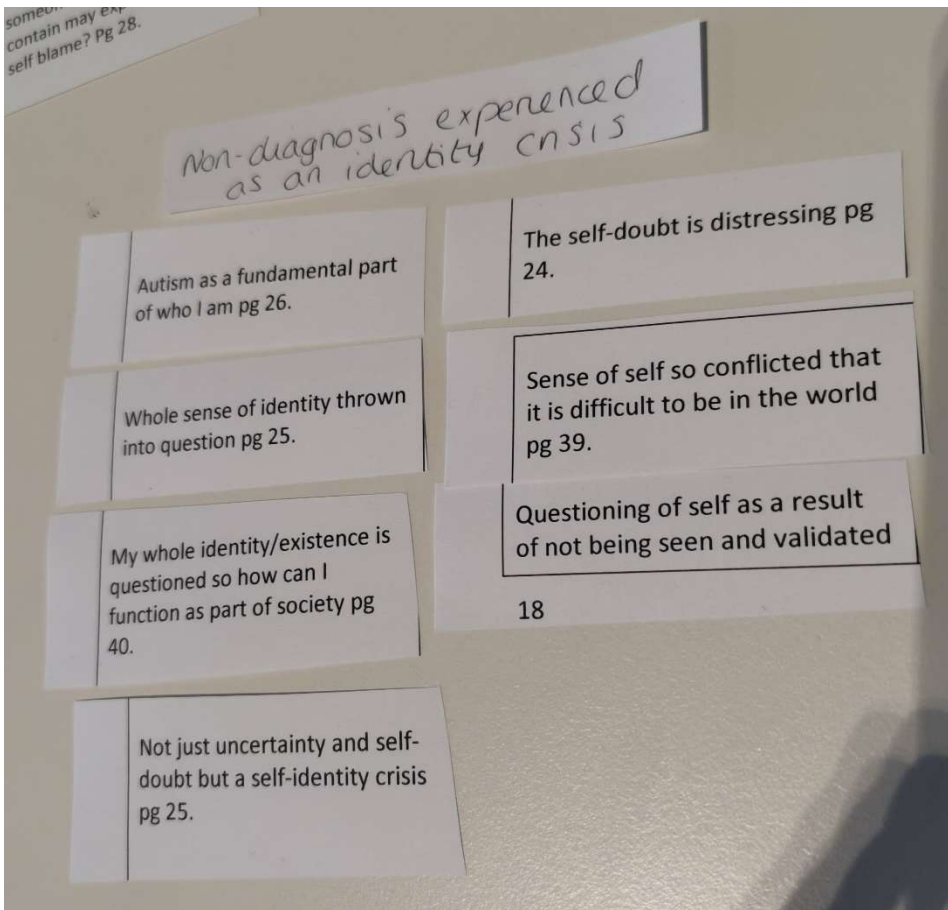 contain may
self blame? Pg 28.
Non-diagnosis experienced
as an identity crisis
Autism as a fundamental part
of who I am pg 26.
Whole sense of identity thrown
into question pg 25.
My whole identity/existence is
questioned so how can I
function as part of society pg
40.
Not just uncertainty and self-
doubt but a self-identity crisis
pg 25.
The self-doubt is distressing pg
24.
Sense of self so conflicted that
it is difficult to be in the world
pg 39.
Questioning of self as a result
of not being seen and validated
18